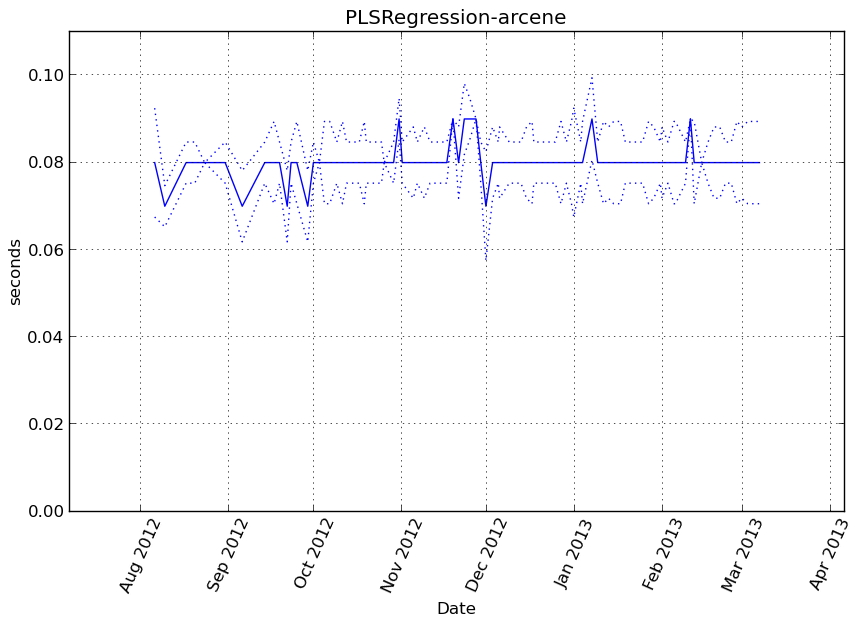 PLSRegression-arcene
0.10
0.08
0.06
0.04
0.02
0.00
seconds
Aug 2012
Sep 2012
Oct 2012
Nov 2012
Dec 2012
Jan 2013
Feb 2013
Mar 2013
Apr 2013
Date